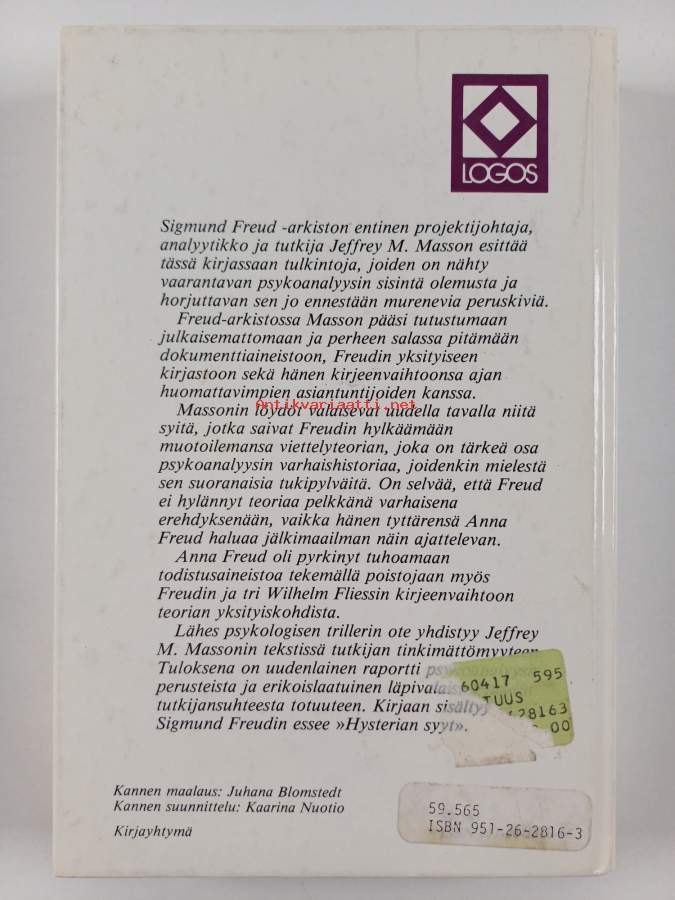 LOGOS
Sigmund Freud -arkiston entinen projektijohtaja,
analyytikko ja tutkija Jeffrey M. Masson esittää
tässä kirjassaan tulkintoja, joiden on nähty
vaarantavan psykoanalyysin sisintä olemusta ja
horjuttavan sen jo ennestään murenevia peruskiviä.
Freud-arkistossa Masson pääsi tutustumaan
julkaisemattomaan ja perheen salassa pitämään
dokumenttiaineistoon, Freudin yksityiseen
kirjastoon sekä hänen kirjeenvaihtoonsa ajan
huomattavimpien asiantuntijoiden kanssa.
Antikvariaatti.net
Massonin löydöt valaisevat uudella tavalla niitä
syitä, jotka saivat Freudin hylkäämään
muotoilemansa viettelyteorian, joka on tärkeä osa
psykoanalyysin varhaishistoriaa, joidenkin mielestä
sen suoranaisia tukipylväitä. On selvää, että Freud
ei hylännyt teoriaa pelkkänä varhaisena
erehdyksenään, vaikka hänen tyttärensä Anna
Freud haluaa jälkimaailman näin ajattelevan.
Anna Freud oli pyrkinyt tuhoamaan
todistusaineistoa tekemällä poistojaan myös
Freudin ja tri Wilhelm Fliessin kirjeenvaihtoon
teorian yksityiskohdista.
Lähes psykologisen trillerin ote yhdistyy Jeffrey
M. Massonin tekstissä tutkijan tinkimättömyyteen.
Tuloksena on uudenlainen raportti
perusteista ja erikoislaatuinen
tutkijansuhteesta totuuteen. Kirjaan sisältyy
Sigmund Freudin essee »Hysterian syyt».
60417 595
TUUS
628163
00
Kannen maalaus: Juhana Blomstedt
Kannen suunnittelu: Kaarina Nuotio
Kirjayhtymä
59.565
ISBN 951-26-2816-3